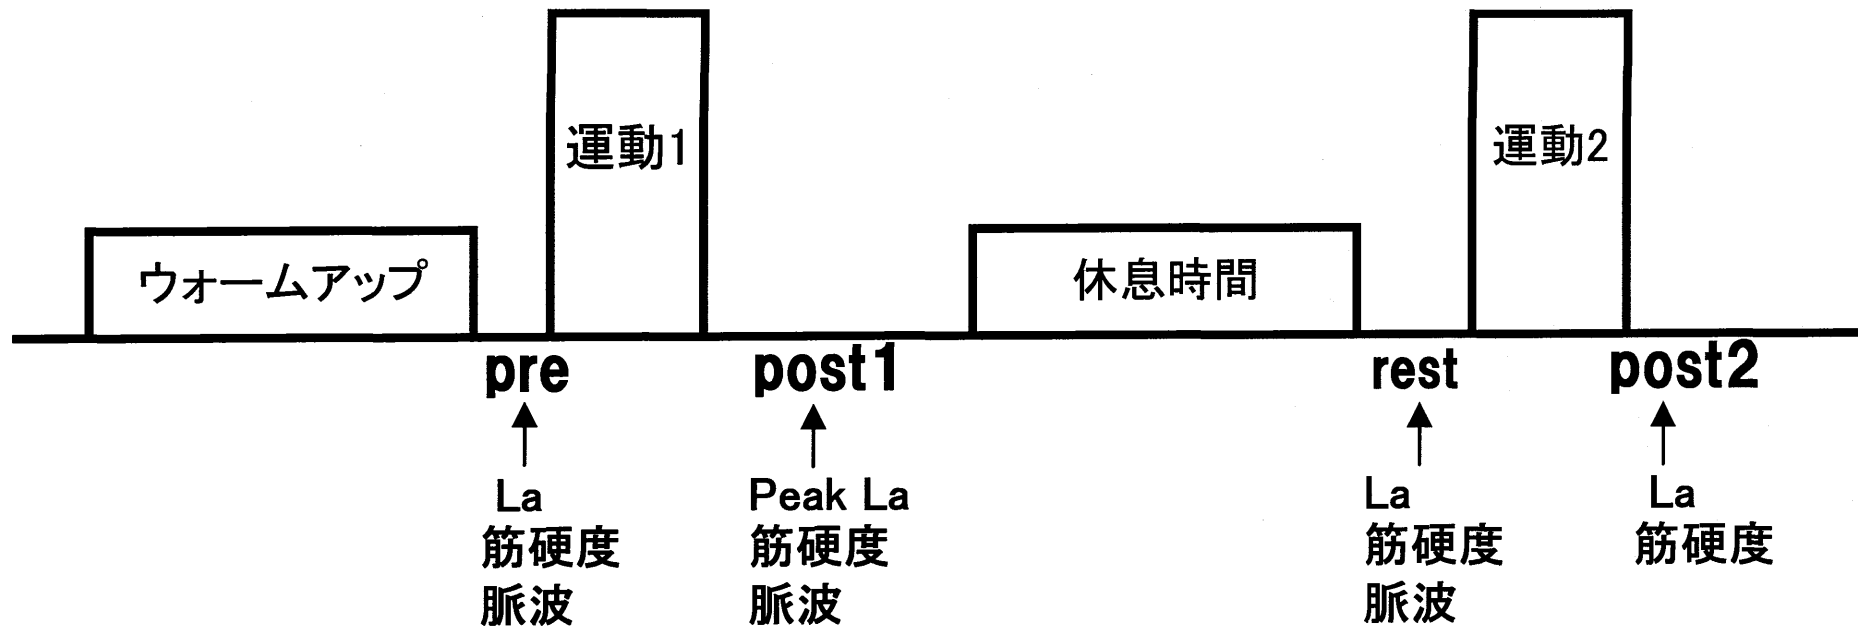 運動1
運動2
ウォームアップ
休息時間
pre
post1
rest
post2
La
筋硬度
脈波
Peak La
筋硬度
脈波
La
筋硬度
脈波
La
筋硬度